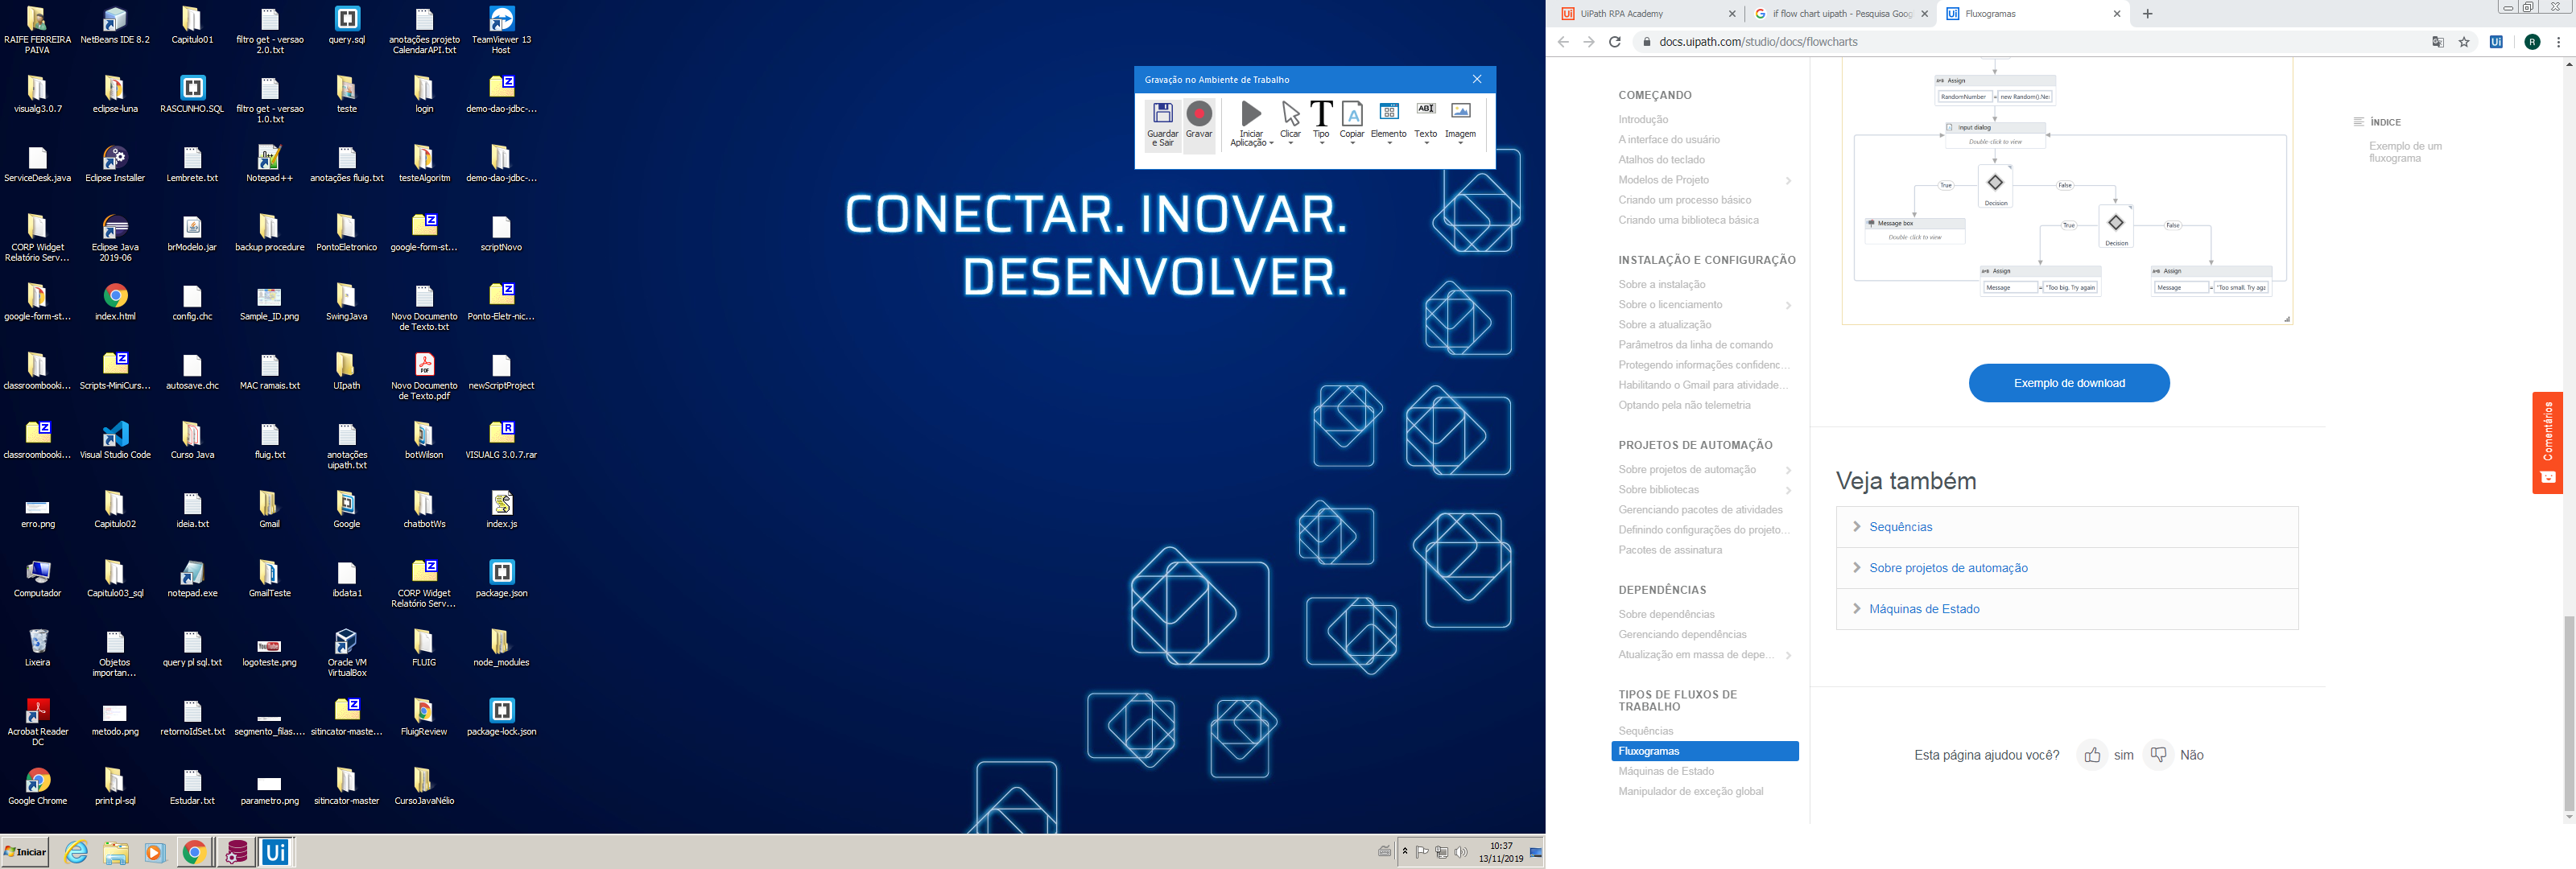 RAIFE FERREIRA PAIVA
NetBeans IDE 8.2
Capitulo01
filtro get - versao 2.0.txt
query.sql
anotações projeto CalendarAPI.txt
TeamViewer 13 Host
visualg3.0.7
eclipse-luna
RASCUNHO.SQL
filtro get - versao 1.0.txt
teste
login
demo-dao-jdbc-...
ServiceDesk.java
Eclipse Installer
Lembrete.txt
Notepad++
anotações fluig.txt
testeAlgoritm
demo-dao-jdbc-...
CORP Widget Relatório Serv...
Eclipse Java 2019-06
brModelo.jar
backup procedure
PontoEletronico
google-form-st...
scriptNovo
google-form-st...
index.html
config.chc
Sample_ID.png
SwingJava
Novo Documento de Texto.txt
Ponto-Eletr-nic...
classroombooki...
Scripts-MiniCurs...
autosave.chc
MAC ramais.txt
UIpath
Novo Documento de Texto.pdf
newScriptProject
classroombooki...
Visual Studio Code
Curso Java
fluig.txt
anotações uipath.txt
botWilson
VISUALG 3.0.7.rar
erro.png
Capitulo02
ideia.txt
Gmail
Google
chatbotWs
index.js
Computador
Capitulo03_sql
notepad.exe
GmailTeste
ibdata1
CORP Widget Relatório Serv...
package.json
Lixeira
Objetos importan...
query pl sql.txt
logoteste.png
Oracle VM VirtualBox
FLUIG
node_modules
Acrobat Reader DC
metodo.png
retornoIdSet.txt
segmento_filas....
sitincator-master...
FluigReview
package-lock.json
Google Chrome
print pl-sql
Estudar.txt
parametro.png
sitincator-master
CursoJavaNélio
Gravação no Ambiente de Trabalho
Guardar e Sair
Gravar
Iniciar Aplicação
Clicar
Tipo
Copiar
Elemento
Texto
Imagem
CONECTAR. INOVAR.
DESENVOLVER.
Iniciar
10:37
13/11/2019
UiPath RPA Academy
if flow chart uipath - Pesquisa Goog
Fluxogramas
docs.uipath.com/studio/docs/flowcharts
COMEÇANDO
Introdução
A interface do usuário
Atalhos do teclado
Modelos de Projeto
Criando um processo básico
Criando uma biblioteca básica
INSTALAÇÃO E CONFIGURAÇÃO
Sobre a instalação
Sobre o licenciamento
Sobre a atualização
Parâmetros da linha de comando
Protegendo informações confidenc...
Habilitando o Gmail para atividade...
Optando pela não telemetria
PROJETOS DE AUTOMAÇÃO
Sobre projetos de automação
Sobre bibliotecas
Gerenciando pacotes de atividades
Definindo configurações do projeto...
Pacotes de assinatura
DEPENDÊNCIAS
Sobre dependências
Gerenciando dependências
Atualização em massa de depe...
TIPOS DE FLUXOS DE TRABALHO
Sequências
Fluxogramas
Máquinas de Estado
Manipulador de exceção global
Assign
RandomNumber = new Random().Ne
Input dialog
Double-click to view
True
False
Decision
Message box
Double-click to view
True
False
Decision
Assign
Message = "Too big. Try again
Assign
Message = "Too small. Try aga
Exemplo de download
Veja também
Sequências
Sobre projetos de automação
Máquinas de Estado
Esta página ajudou você? sim Não
ÍNDICE
Exemplo de um fluxograma
Comentários